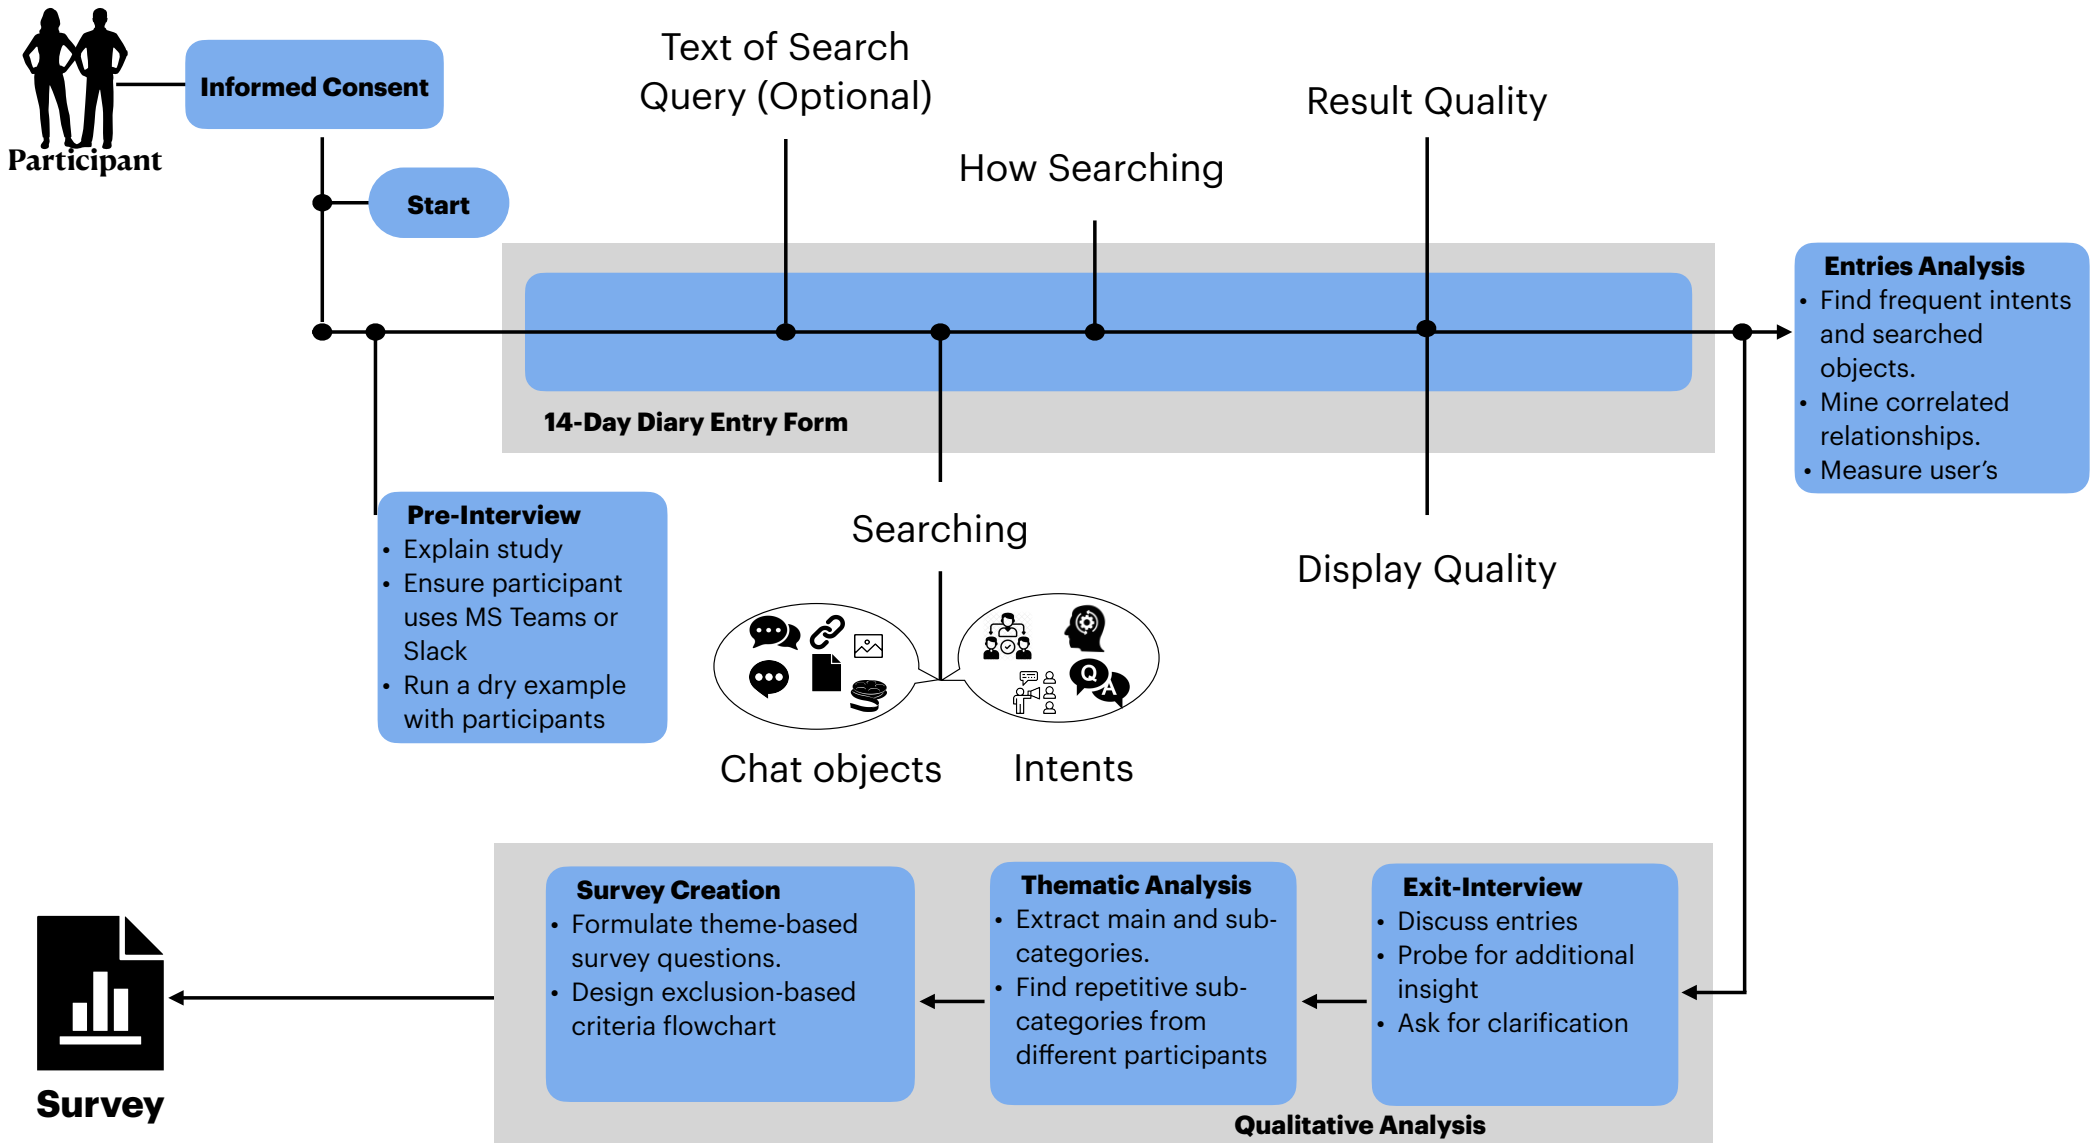 Participant
Informed Consent
Start
Text of Search
Query (Optional)
How Searching
Result Quality
14-Day Diary Entry Form
Entries Analysis
• Find frequent intents
and searched
objects.
• Mine correlated
relationships.
• Measure user’s
Pre-Interview
• Explain study
• Ensure participant
uses MS Teams or
Slack
• Run a dry example
with participants
Searching
Display Quality
Q
A
Chat objects
Intents
Exit-Interview
• Discuss entries
• Probe for additional
insight
• Ask for clarification
Thematic Analysis
• Extract main and sub-
categories.
• Find repetitive sub-
categories from
different participants
Survey Creation
• Formulate theme-based
survey questions.
• Design exclusion-based
criteria flowchart
Qualitative Analysis
Survey